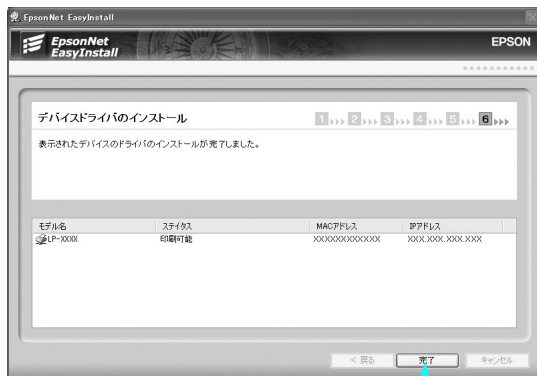 EpsonNet EasyInstall
EpsonNet
EasyInstall
EPSON
デバイスドライバのインストール
1 2 3 4 5 6
表示されたデバイスのドライバのインストールが完了しました。
モデル名 ステイタス MACアドレス IPアドレス
LP-XXXX 印刷可能 XXXXXXXXXXXX XXX.XXX.XXX.XXX
< 戻る 完了 キャンセル